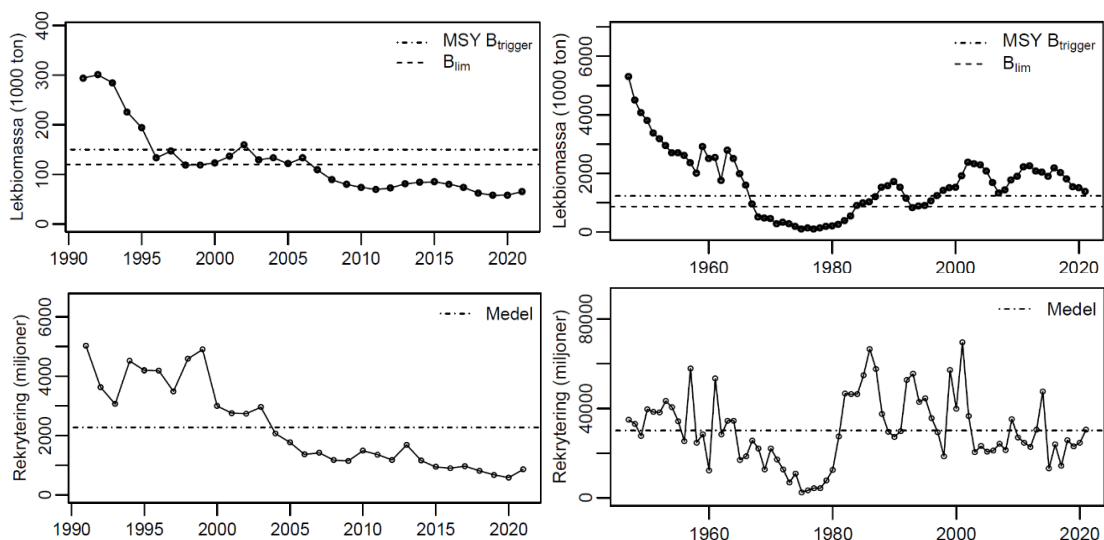 Lekbiomassa (1000 ton)
0 100 200 300 400
MSY Btrigger
Blim
1990 1995 2000 2005 2010 2015 2020
Lekbiomassa (1000 ton)
0 2000 4000 6000
MSY Btrigger
Blim
1960 1980 2000 2020
Rekrytering (miljoner)
0 2000 4000 6000
Medel
1990 1995 2000 2005 2010 2015 2020
Rekrytering (miljoner)
0 40000 80000
Medel
1960 1980 2000 2020